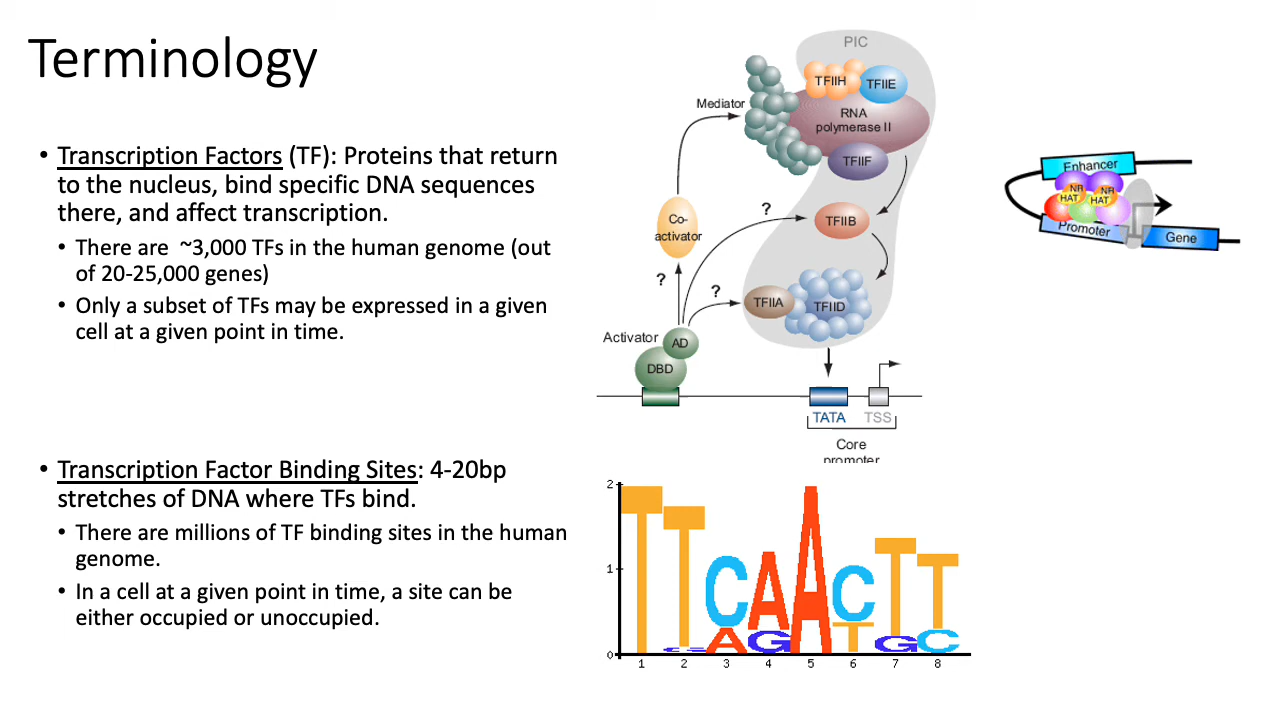 Terminology
• Transcription Factors (TF): Proteins that return
to the nucleus, bind specific DNA sequences
there, and affect transcription.
• There are ~3,000 TFs in the human genome (out
of 20-25,000 genes)
• Only a subset of TFs may be expressed in a given
cell at a given point in time.
• Transcription Factor Binding Sites: 4-20bp
stretches of DNA where TFs bind.
• There are millions of TF binding sites in the human
genome.
• In a cell at a given point in time, a site can be
either occupied or unoccupied.
PIC
TFIIH
TFIIE
Mediator
RNA
polymerase II
TFIIF
Co-
activator
?
TFIIB
?
?
TFIIA
TFIID
Activator
AD
DBD
TATA
TSS
Core
promoter
Enhancer
NR
NR
HAT
HAT
Promoter
Gene
2
1
0
T T C A A C T T
C G A G T G C
1 2 3 4 5 6 7 8